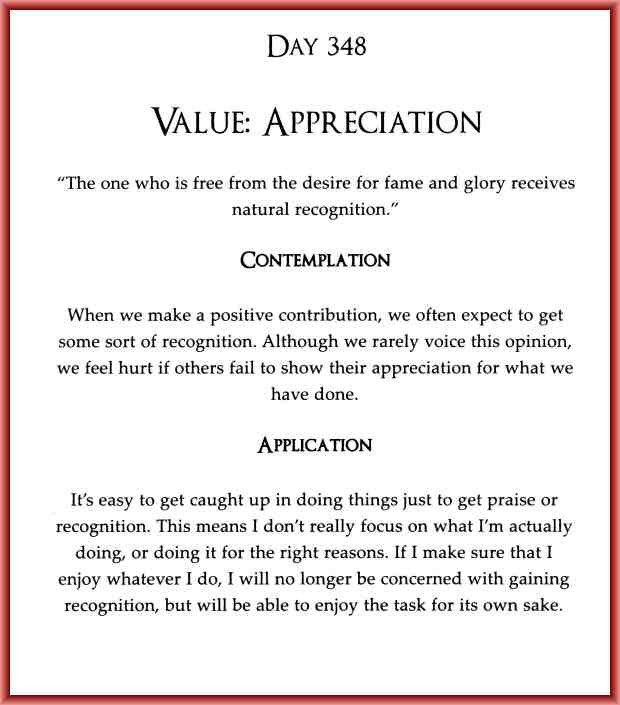 Day 348
Value: Appreciation
“The one who is free from the desire for fame and glory receives
natural recognition.”
Contemplation
When we make a positive contribution, we often expect to get
some sort of recognition. Although we rarely voice this opinion,
we feel hurt if others fail to show their appreciation for what we
have done.
Application
It’s easy to get caught up in doing things just to get praise or
recognition. This means I don’t really focus on what I’m actually
doing, or doing it for the right reasons. If I make sure that I
enjoy whatever I do, I will no longer be concerned with gaining
recognition, but will be able to enjoy the task for its own sake.